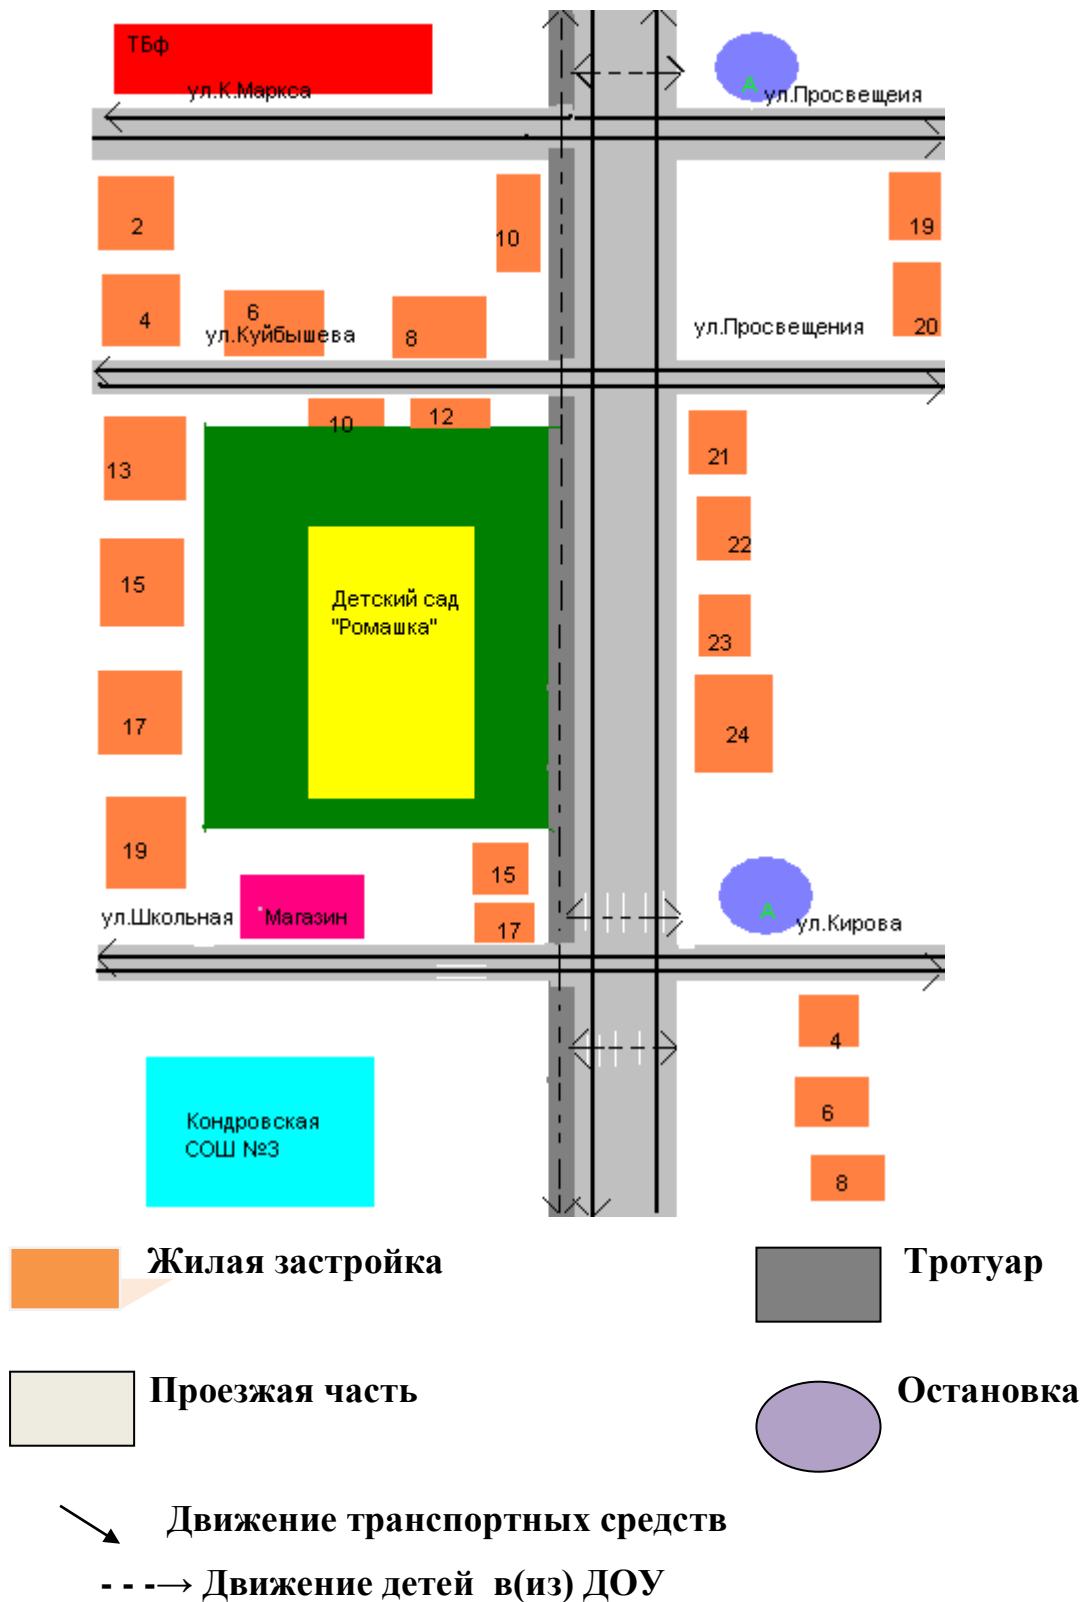 ТБф
А
ул.К.Маркса
ул.Просвещеия
2
10
19
4
6
8
20
ул.Куйбышева
ул.Просвещения
10
12
13
21
22
15
Детский сад
"Ромашка"
23
17
24
19
15
ул.Школьная
Магазин
17
А
ул.Кирова
4
6
Кондровская
СОШ №3
8
Жилая застройка
Тротуар
Проезжая часть
Остановка
Движение транспортных средств
Движение детей в(из) ДОУ